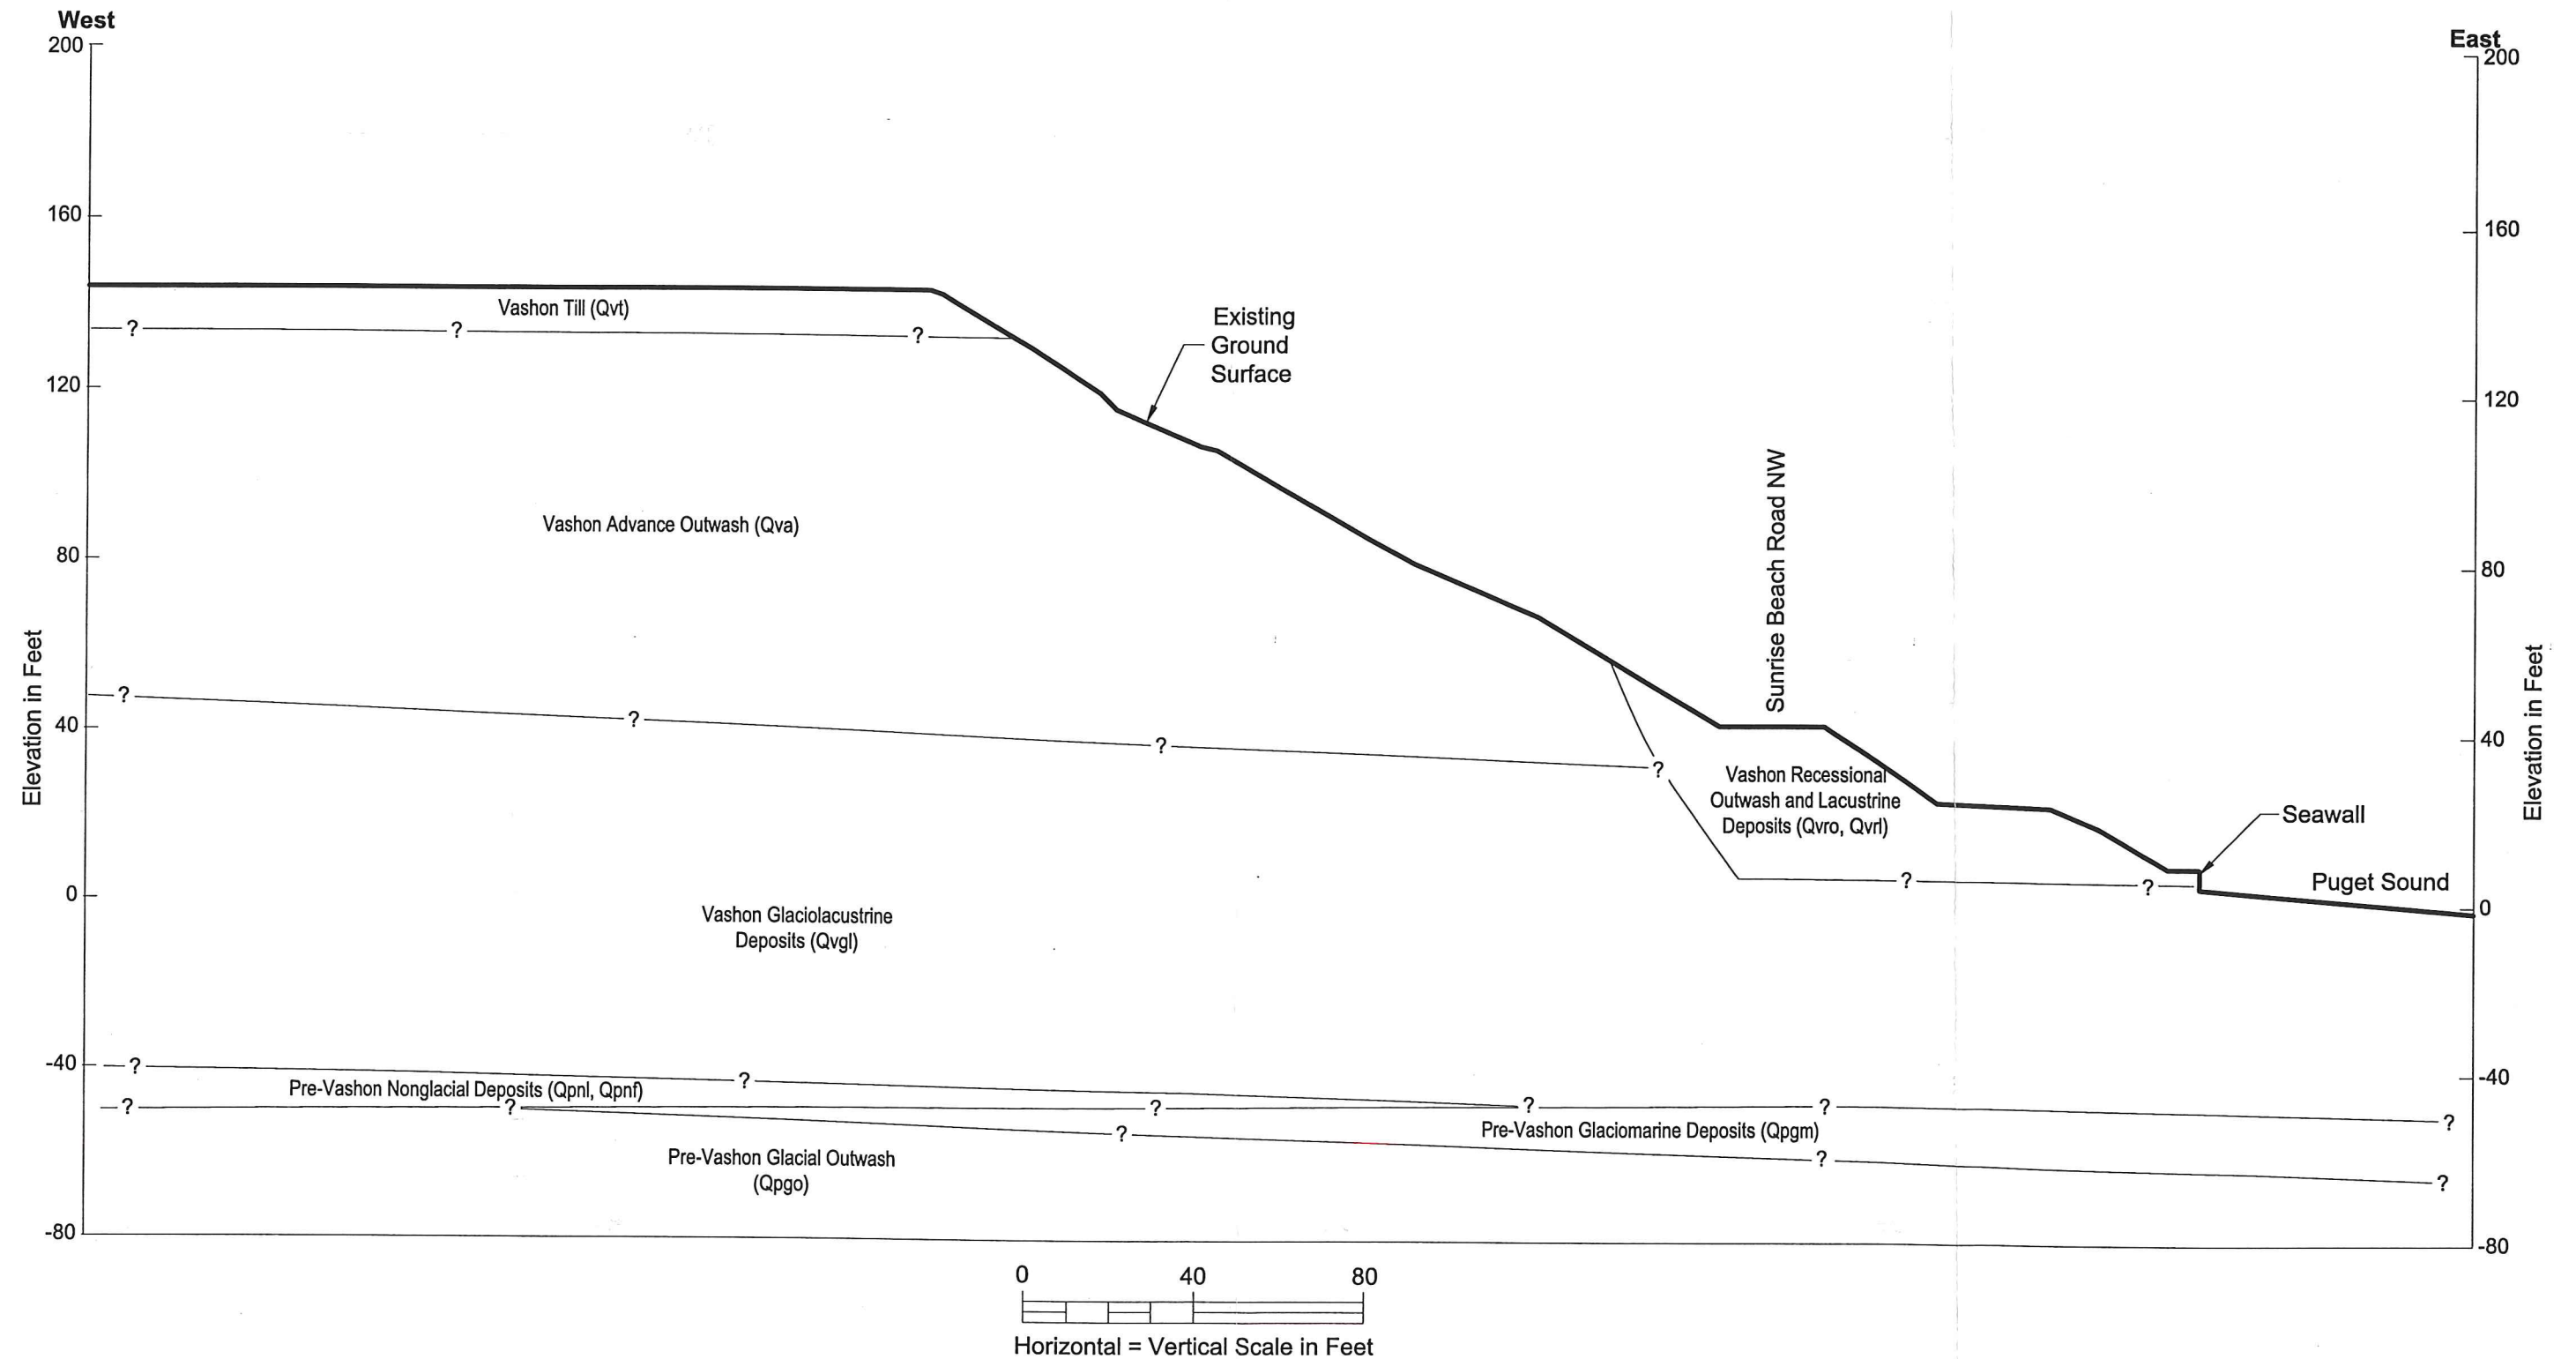 West
East
200
200
160
160
Vashon Till (Qvt)
?
?
?
Existing
Ground
Surface
120
120
Sunrise Beach Road NW
Vashon Advance Outwash (Qva)
80
80
Elevation in Feet
Elevation in Feet
?
?
?
?
40
40
Vashon Recessional
Outwash and Lacustrine
Deposits (Qvro, Qvrl)
Seawall
?
?
Puget Sound
0
0
Vashon Glaciolacustrine
Deposits (Qvgl)
-40
-40
?
?
Pre-Vashon Nonglacial Deposits (Qpnl, Qpnf)
?
?
?
?
?
?
Pre-Vashon Glaciomarine Deposits (Qpgm)
?
?
?
Pre-Vashon Glacial Outwash
(Qpgo)
-80
-80
0 40 80
Horizontal = Vertical Scale in Feet